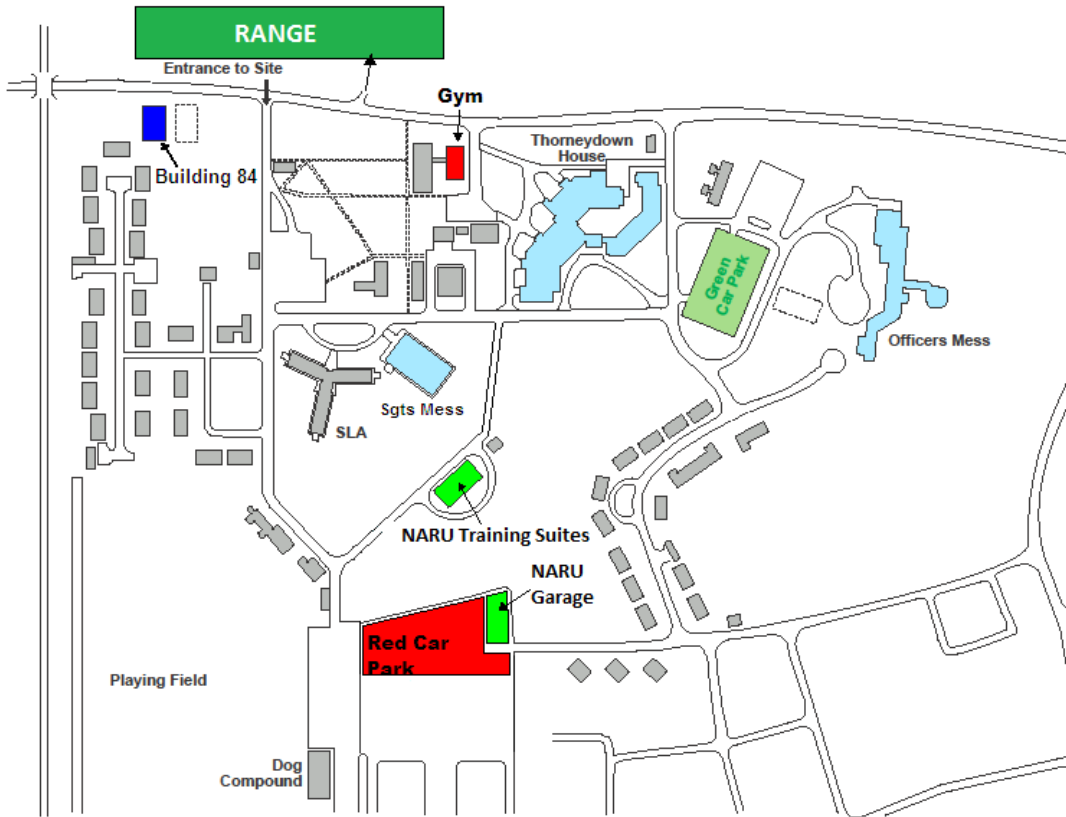 RANGE
Entrance to Site
Gym
Thorneydown
House
Building 84
Green
Car Park
Officers Mess
Sgts Mess
SLA
NARU Training Suites
NARU
Garage
Red Car
Park
Playing Field
Dog
Compound